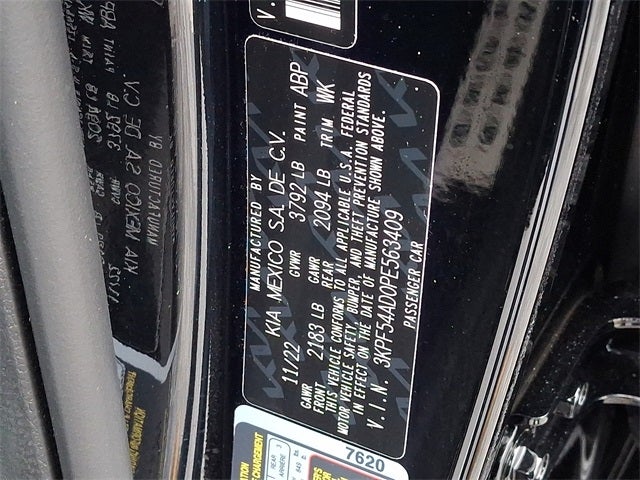 MANUFACTURED BY
KIA MEXICO S.A. DE C.V.
11/22 GVWR 3792 LB PAINT ABP
GAWR FRONT 2183 LB GAWR REAR 2094 LB TRIM WK
THIS VEHICLE CONFORMS TO ALL APPLICABLE U.S.A. FEDERAL
MOTOR VEHICLE SAFETY, BUMPER, AND THEFT PREVENTION STANDARDS
IN EFFECT ON THE DATE OF MANUFACTURE SHOWN ABOVE.
V.I.N. 3KPF54AD0PE563409
PASSENGER CAR
V.
7620
REAR
ARRIERE